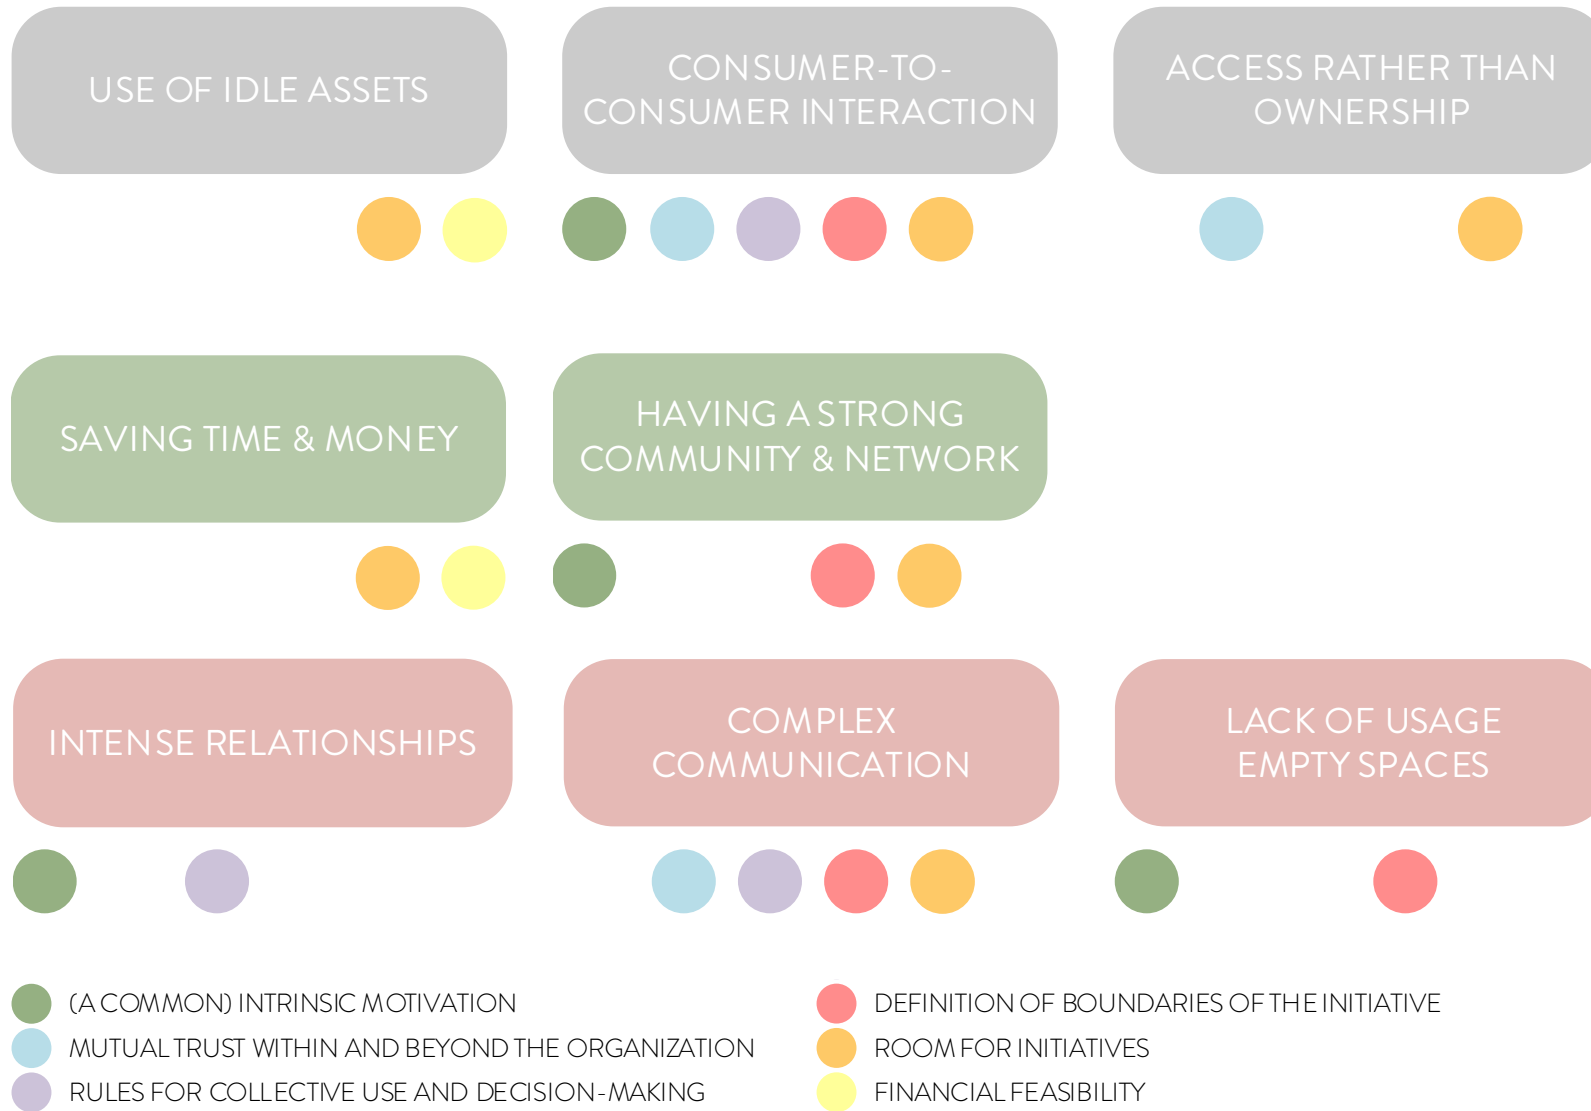 USE OF IDLE ASSETS
CONSUMER-TO-
CONSUMER INTERACTION
ACCESS RATHER THAN
OWNERSHIP
SAVING TIME & MONEY
HAVING A STRONG
COMMUNITY & NETWORK
INTENSE RELATIONSHIPS
COMPLEX
COMMUNICATION
LACK OF USAGE
EMPTY SPACES
(A COMMON) INTRINSIC MOTIVATION
MUTUAL TRUST WITHIN AND BEYOND THE ORGANIZATION
RULES FOR COLLECTIVE USE AND DECISION-MAKING
DEFINITION OF BOUNDARIES OF THE INITIATIVE
ROOM FOR INITIATIVES
FINANCIAL FEASIBILITY